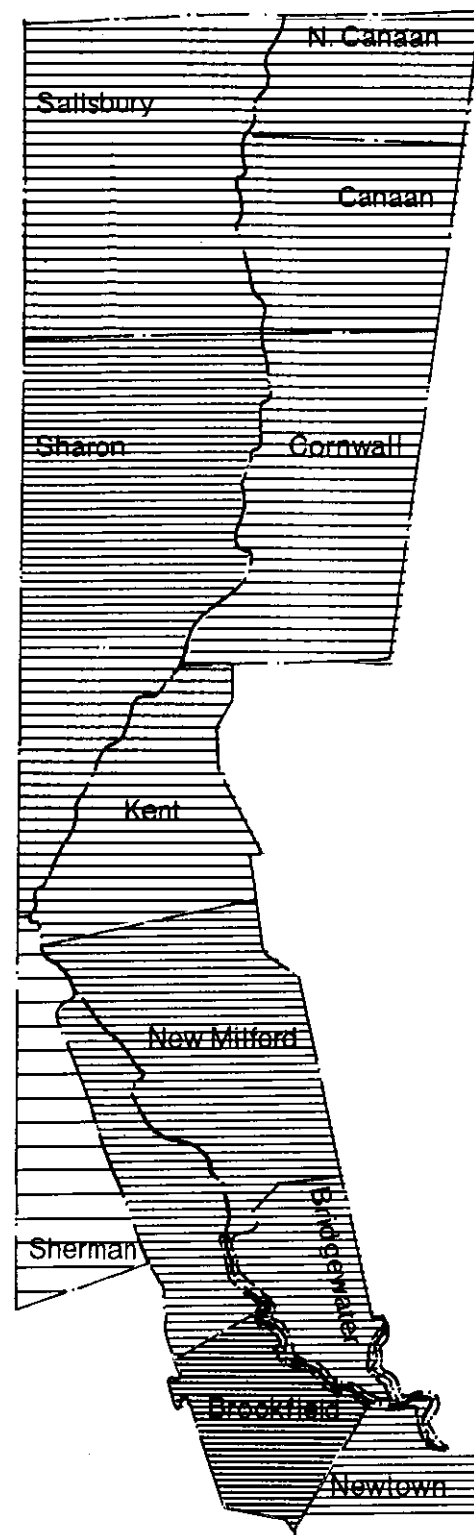 N. Canaan
Salisbury
Canaan
Sharon
Cornwall
Kent
New Milford
Bridgewater
Sherman
Brookfield
Newtown